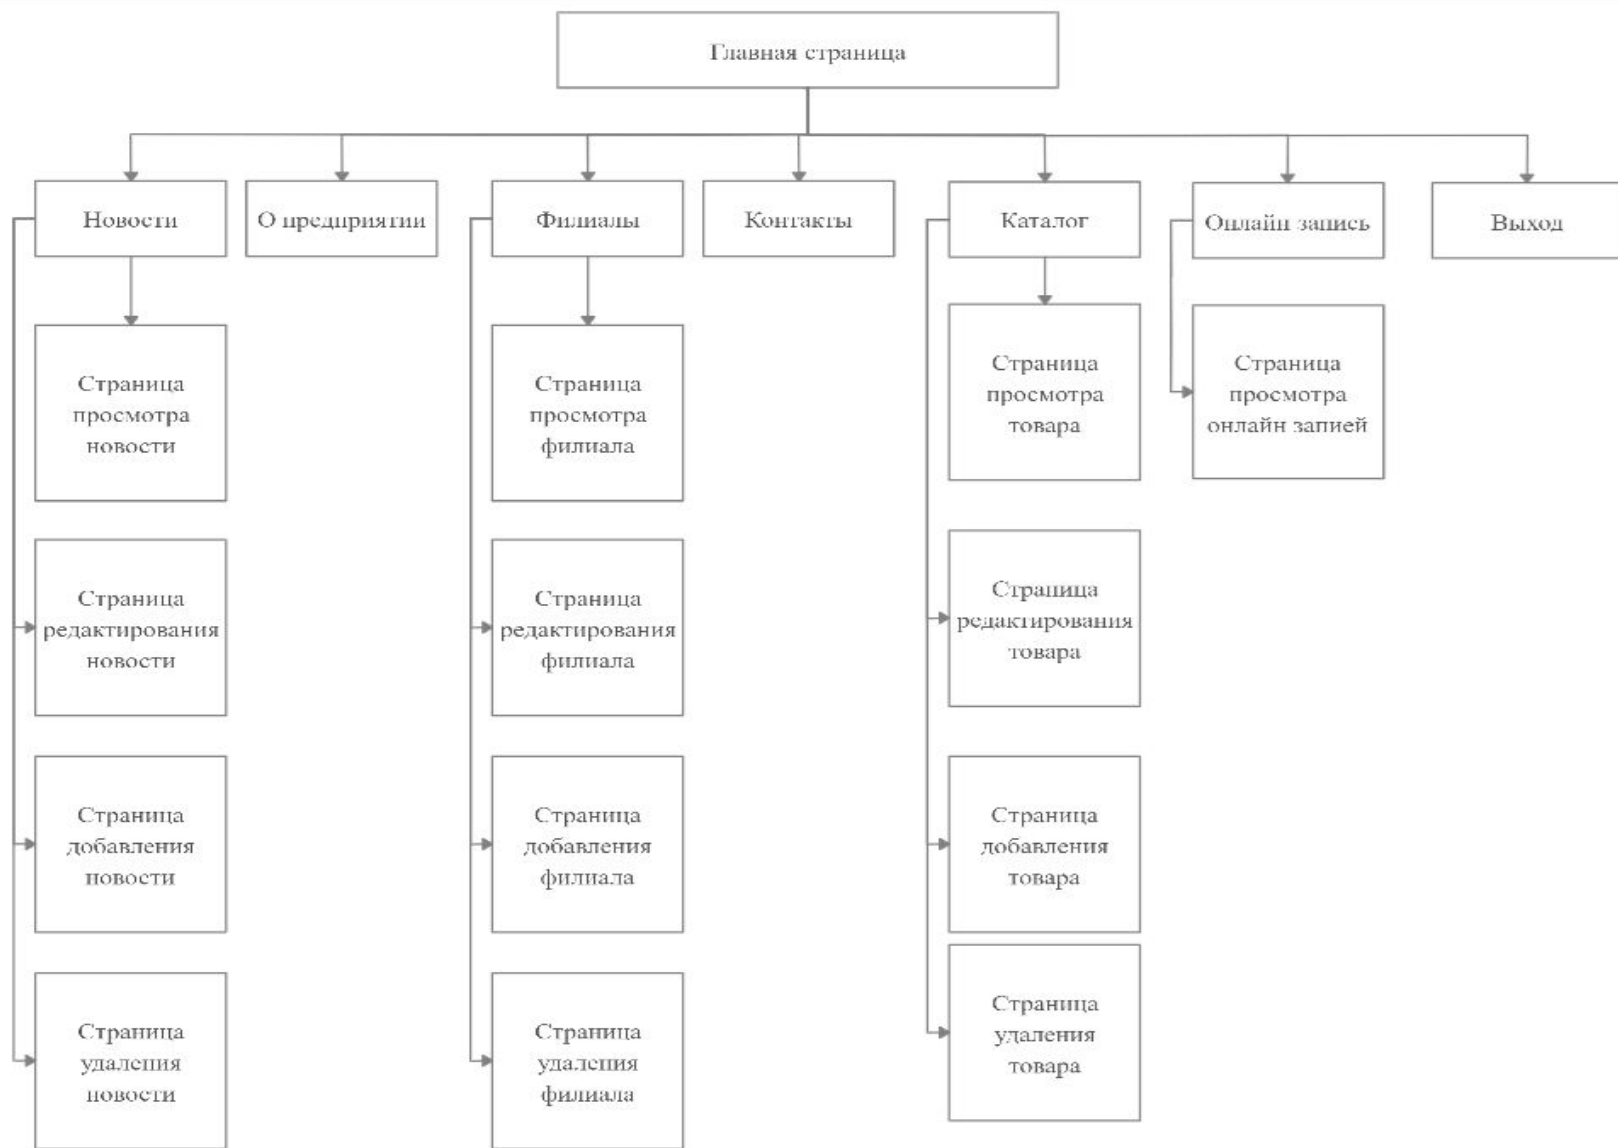 Главная страница
Новости
О предприятии
Филиалы
Контакты
Каталог
Онлайн запись
Выход
Страница
просмотра
новости
Страница
просмотра
филиала
Страница
просмотра
товара
Страница
просмотра
онлайн запией
Страница
редактирования
новости
Страница
редактирования
филиала
Страница
редактирования
товара
Страница
добавления
новости
Страница
добавления
филиала
Страница
добавления
товара
Страница
удаления
новости
Страница
удаления
филиала
Страница
удаления
товара